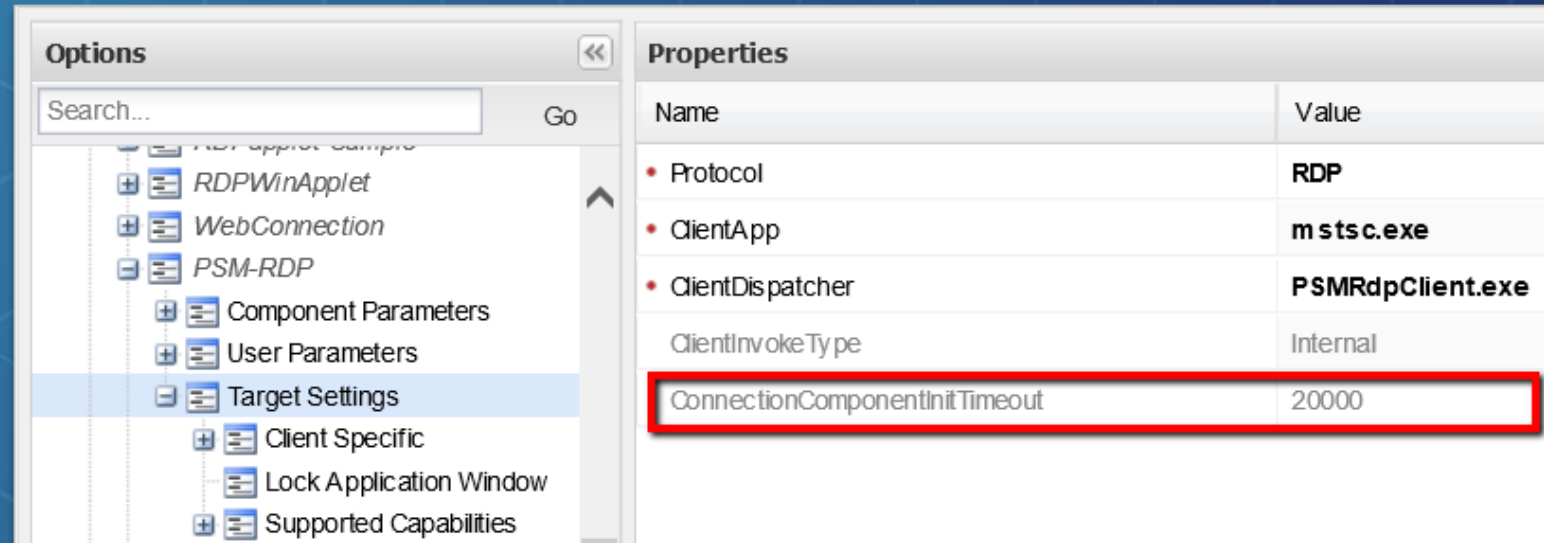 Options
Search...
Go
RDPWinApplet
WebConnection
PSM-RDP
Component Parameters
User Parameters
Target Settings
Client Specific
Lock Application Window
Supported Capabilities
Properties
Name Value
Protocol RDP
ClientApp mstsc.exe
ClientDispatcher PSMRdpClient.exe
ClientInvokeType Internal
ConnectionComponentInitTimeout 20000